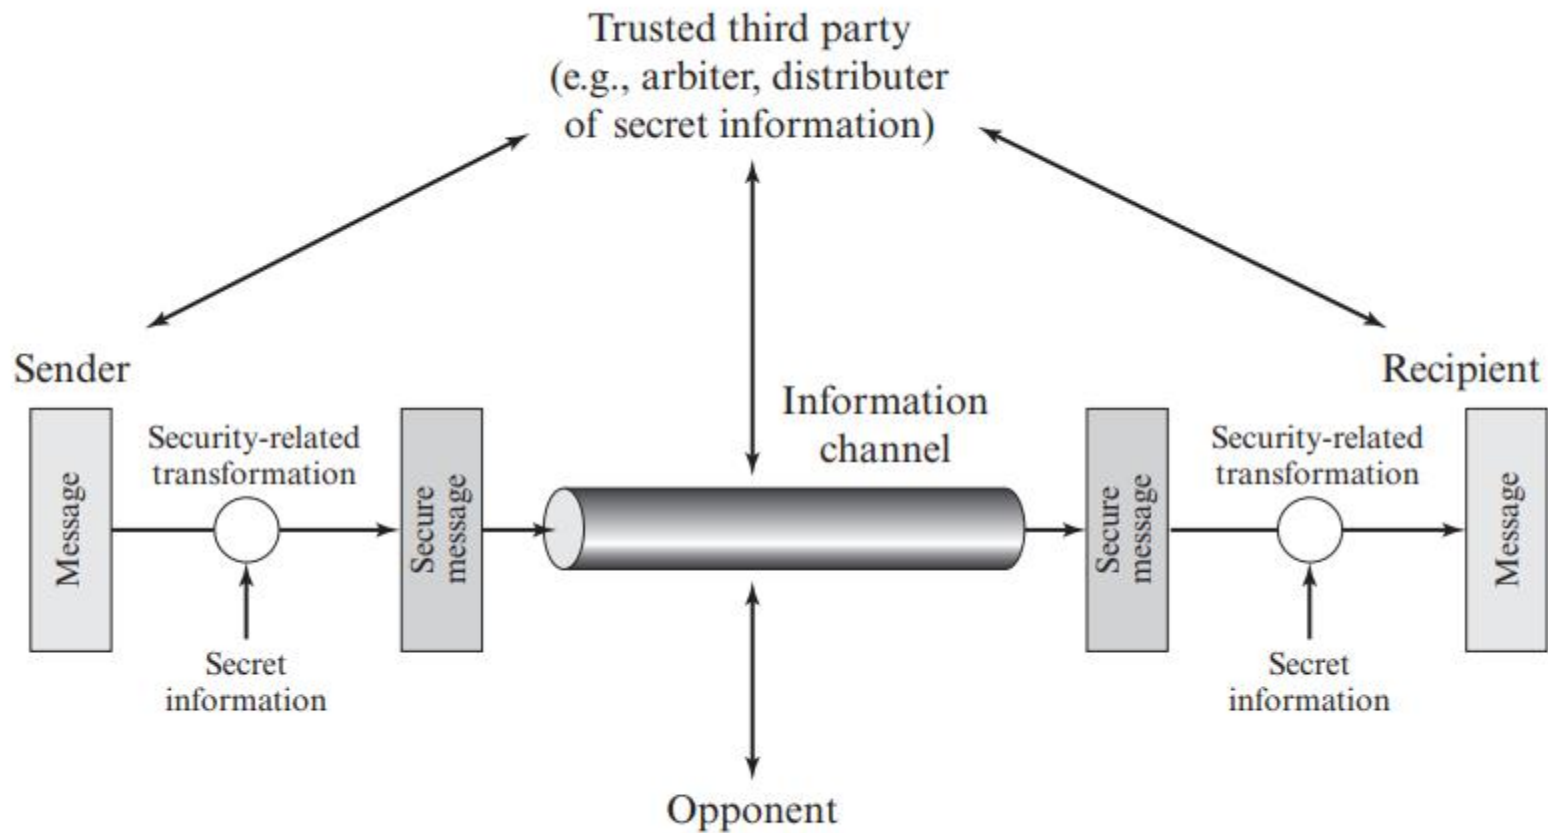 Trusted third party
(e.g., arbiter, distributer
of secret information)
Sender
Recipient
Information
channel
Security-related
transformation
Security-related
transformation
Message
Secure
message
Secure
message
Message
Secret
information
Secret
information
Opponent